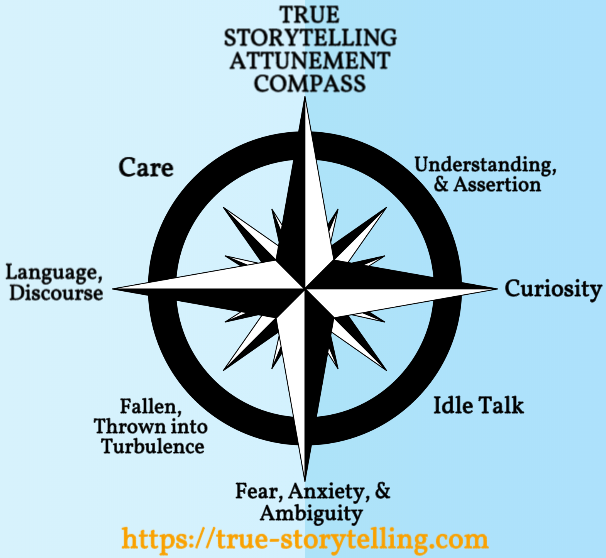 TRUE
STORYTELLING
ATTUNEMENT
COMPASS
Care
Understanding,
& Assertion
Language,
Discourse
Curiosity
Fallen,
Thrown into
Turbulence
Idle Talk
Fear, Anxiety, &
Ambiguity
https://true-storytelling.com